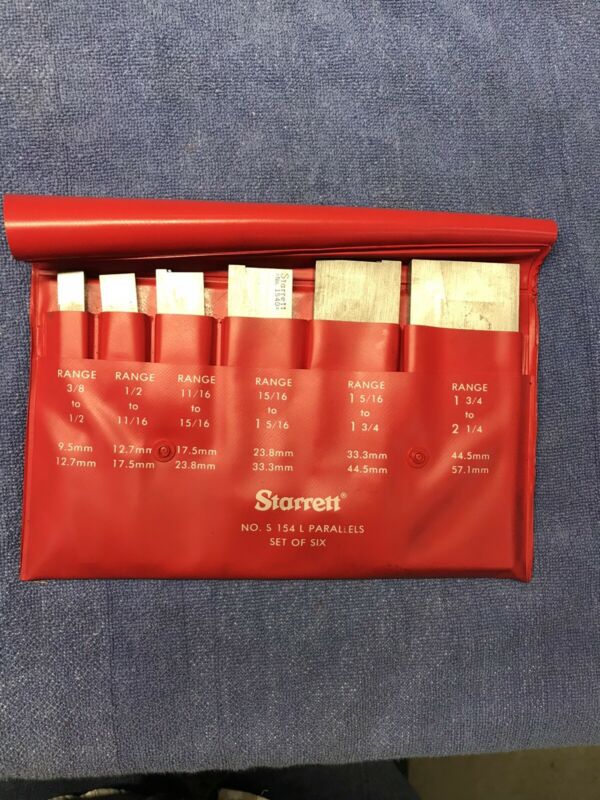 Starrett
No. 154
RANGE
3/8
to
1/2
9.5mm
12.7mm
RANGE
1/2
to
11/16
12.7mm
17.5mm
RANGE
11/16
to
15/16
17.5mm
23.8mm
RANGE
15/16
to
1 5/16
23.8mm
33.3mm
RANGE
1 5/16
to
1 3/4
33.3mm
44.5mm
RANGE
1 3/4
to
2 1/4
44.5mm
57.1mm
Starrett®
NO. S 154 L PARALLELS
SET OF SIX